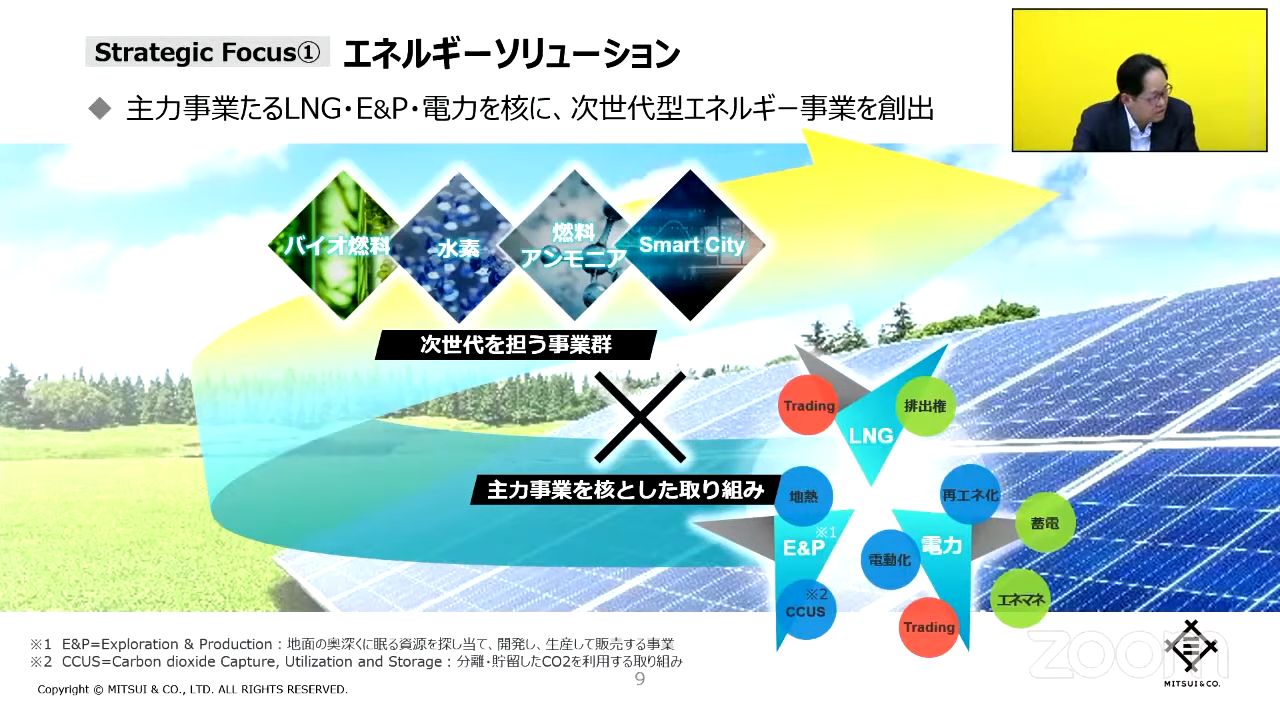 Strategic Focus① エネルギーソリューション
◆ 主力事業たるLNG・E&P・電力を核に、次世代型エネルギー事業を創出
バイオ燃料
水素
燃料
アンモニア
Smart City
次世代を担う事業群
主力事業を核とした取り組み
Trading
排出権
LNG
地熱
再エネ化
蓄電
※1
E&P
電動化
電力
※2
CCUS
エネマネ
Trading
※1 E&P=Exploration & Production：地面の奥深くに眠る資源を探し当て、開発し、生産して販売する事業
※2 CCUS=Carbon dioxide Capture, Utilization and Storage：分離・貯留したCO2を利用する取り組み
Copyright © MITSUI & CO., LTD. ALL RIGHTS RESERVED.
9
zoom
MITSUI & CO.